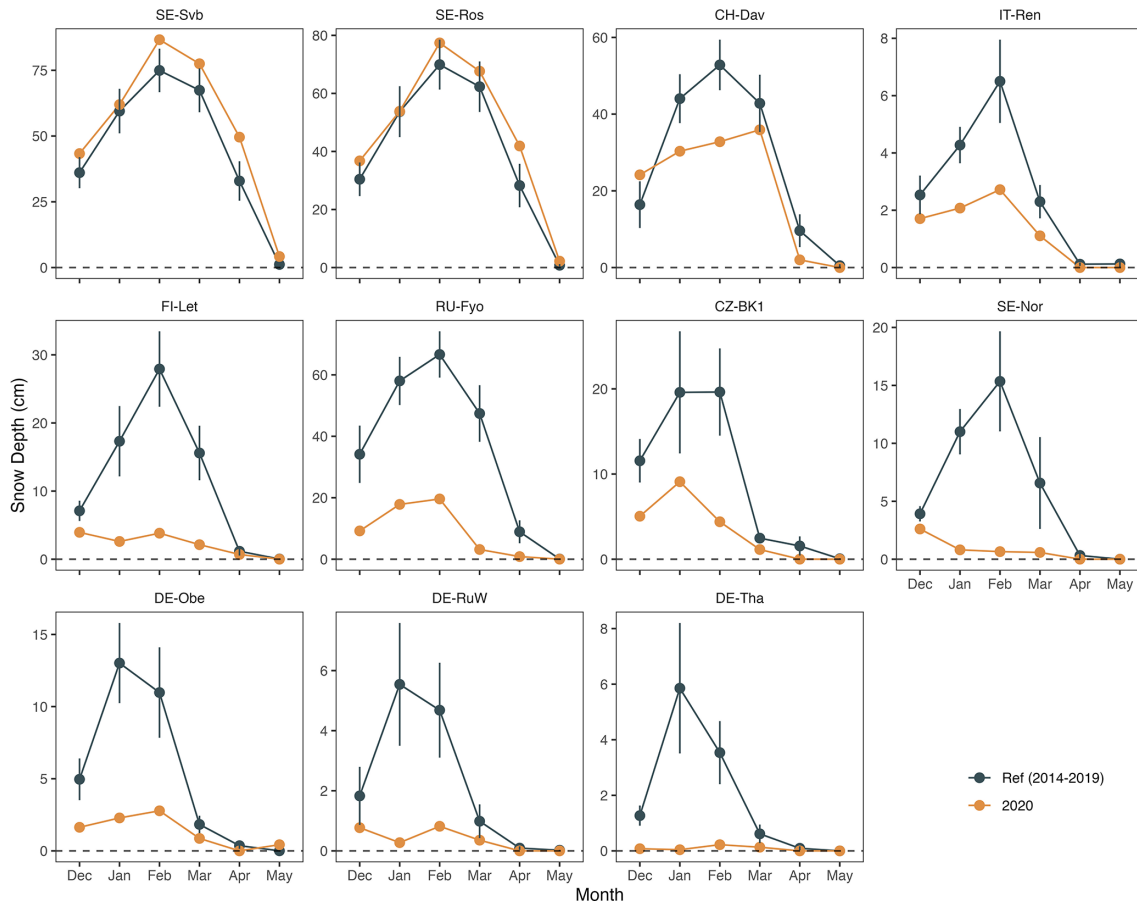 SE-Svb
SE-Ros
CH-Dav
IT-Ren
75
50
25
0
80
60
40
20
0
60
40
20
0
8
6
4
2
0
FI-Let
RU-Fyo
CZ-BK1
SE-Nor
Snow Depth (cm)
30
20
10
0
60
40
20
0
20
10
0
20
15
10
5
0
Dec Jan Feb Mar Apr May
DE-Obe
DE-RuW
DE-Tha
15
10
5
0
6
4
2
0
8
6
4
2
0
Ref (2014-2019)
2020
Dec Jan Feb Mar Apr May
Dec Jan Feb Mar Apr May
Dec Jan Feb Mar Apr May
Month